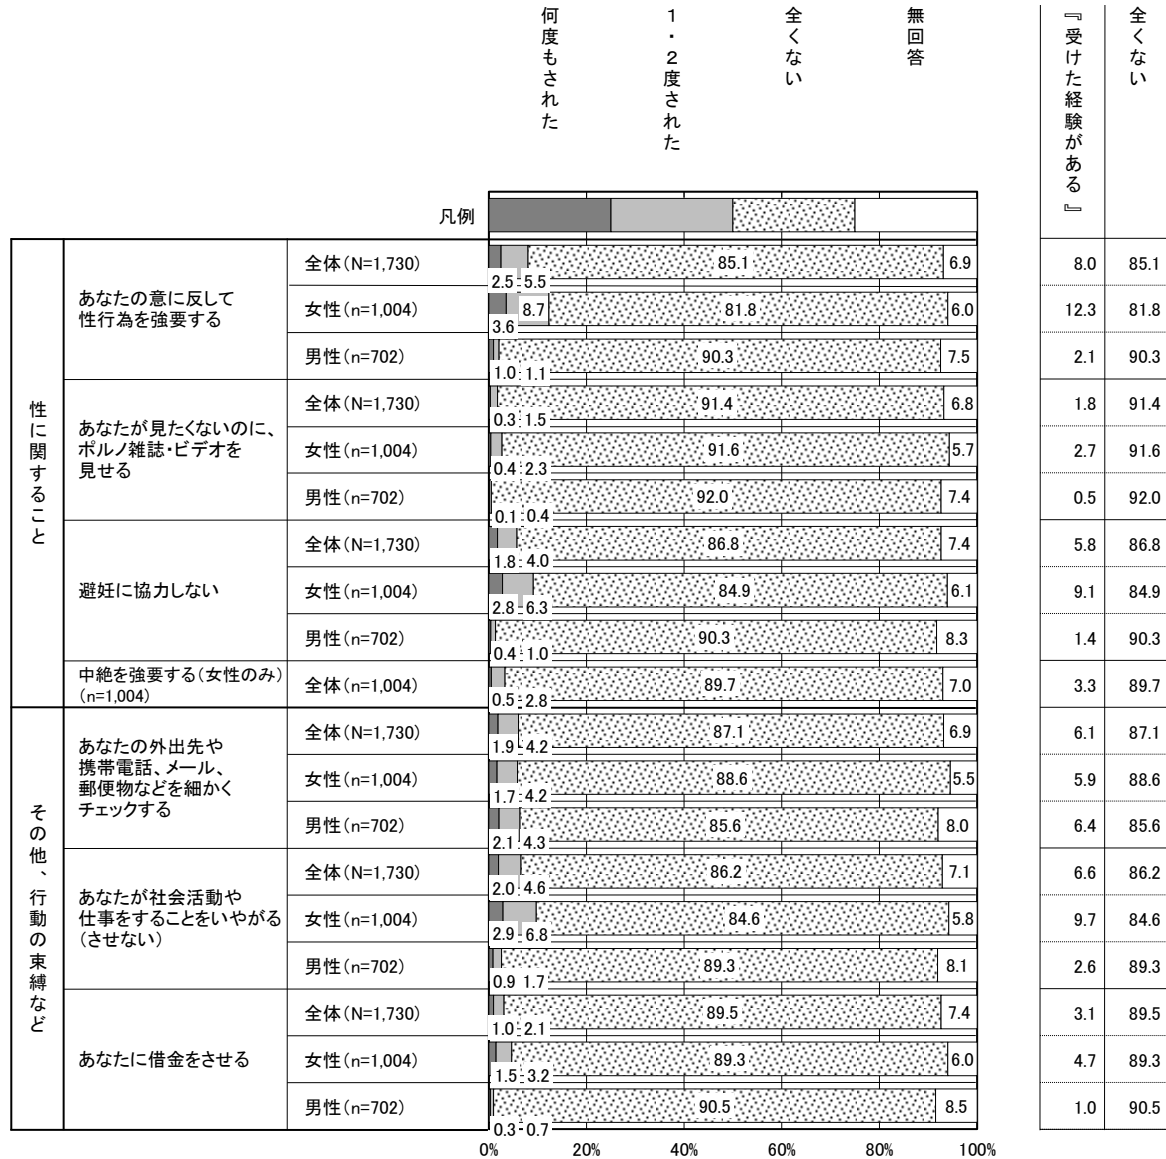 何度もされた
１・２度された
全くない
無回答
『受けた経験がある』
全くない
凡例
性に関すること
あなたの意に反して
性行為を強要する
全体(N=1,730)
2.5 5.5 85.1 6.9 8.0 85.1
女性(n=1,004)
3.6 8.7 81.8 6.0 12.3 81.8
男性(n=702)
1.0 1.1 90.3 7.5 2.1 90.3
あなたが見たくないのに、
ポルノ雑誌・ビデオを
見せる
全体(N=1,730)
0.3 1.5 91.4 6.8 1.8 91.4
女性(n=1,004)
0.4 2.3 91.6 5.7 2.7 91.6
男性(n=702)
0.1 0.4 92.0 7.4 0.5 92.0
避妊に協力しない
全体(N=1,730)
1.8 4.0 86.8 7.4 5.8 86.8
女性(n=1,004)
2.8 6.3 84.9 6.1 9.1 84.9
男性(n=702)
0.4 1.0 90.3 8.3 1.4 90.3
中絶を強要する(女性のみ)
(n=1,004)
全体(n=1,004)
0.5 2.8 89.7 7.0 3.3 89.7
その他、行動の束縛など
あなたの外出先や
携帯電話、メール、
郵便物などを細かく
チェックする
全体(N=1,730)
1.9 4.2 87.1 6.9 6.1 87.1
女性(n=1,004)
1.7 4.2 88.6 5.5 5.9 88.6
男性(n=702)
2.1 4.3 85.6 8.0 6.4 85.6
あなたが社会活動や
仕事をすることをいやがる
(させない)
全体(N=1,730)
2.0 4.6 86.2 7.1 6.6 86.2
女性(n=1,004)
2.9 6.8 84.6 5.8 9.7 84.6
男性(n=702)
0.9 1.7 89.3 8.1 2.6 89.3
あなたに借金をさせる
全体(N=1,730)
1.0 2.1 89.5 7.4 3.1 89.5
女性(n=1,004)
1.5 3.2 89.3 6.0 4.7 89.3
男性(n=702)
0.3 0.7 90.5 8.5 1.0 90.5
0% 20% 40% 60% 80% 100%